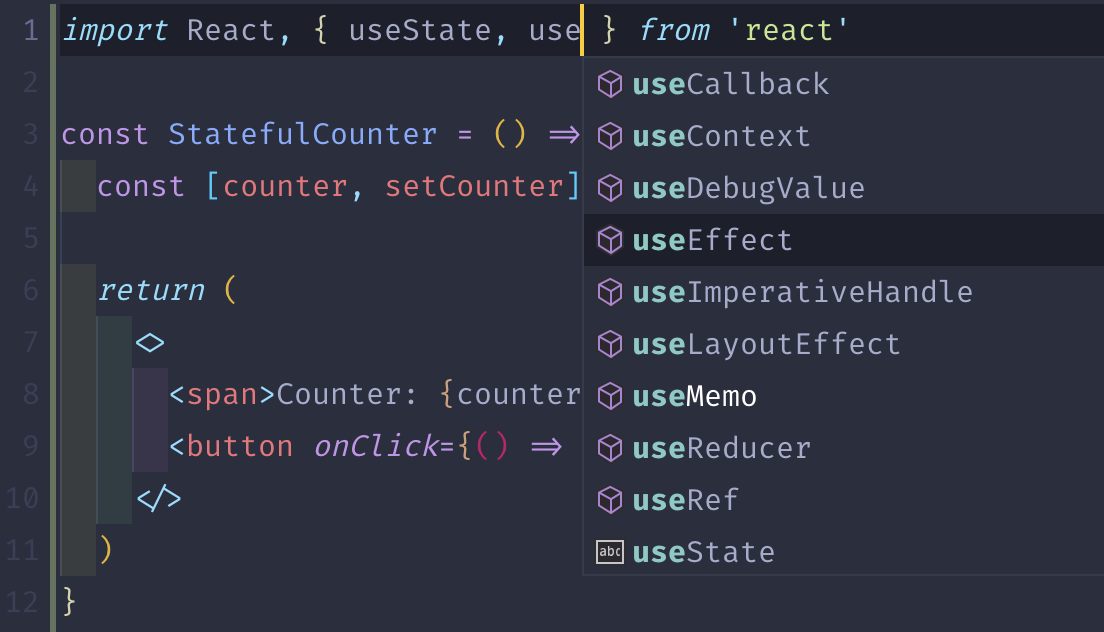 1 import React, { useState, use } from 'react'
2
3 const StatefulCounter = () =>
4 const [counter, setCounter]
5
6 return (
7 <>
8 <span>Counter: {counter
9 <button onClick={() =>
10 </>
11 )
12 }
useCallback
useContext
useDebugValue
useEffect
useImperativeHandle
useLayoutEffect
useMemo
useReducer
useRef
abc useState